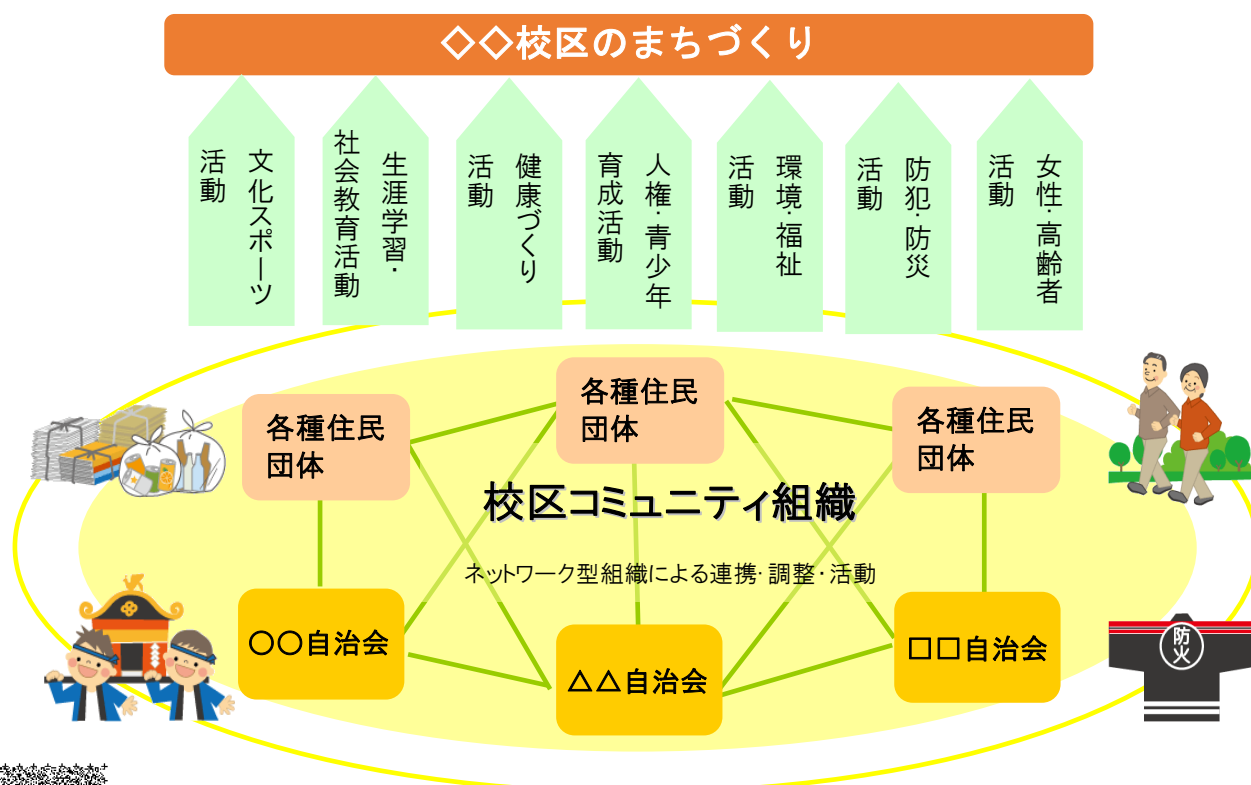 ◇◇校区のまちづくり
文化スポーツ
活動
生涯学習・
社会教育活動
健康づくり
活動
人権・青少年
育成活動
環境・福祉
活動
防犯・防災
活動
女性・高齢者
活動
各種住民
団体
各種住民
団体
各種住民
団体
校区コミュニティ組織
ネットワーク型組織による連携・調整・活動
〇〇自治会
△△自治会
□□自治会
防火